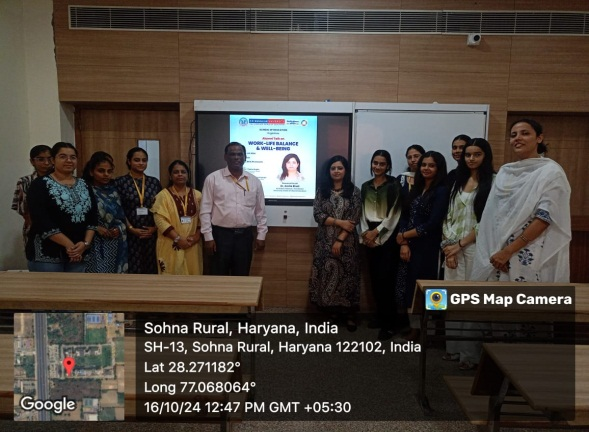 WORK-LIFE BALANCE
& WELL-BEING
GPS Map Camera
Sohna Rural, Haryana, India
SH-13, Sohna Rural, Haryana 122102, India
Lat 28.271182°
Long 77.068064°
16/10/24 12:47 PM GMT +05:30
Google